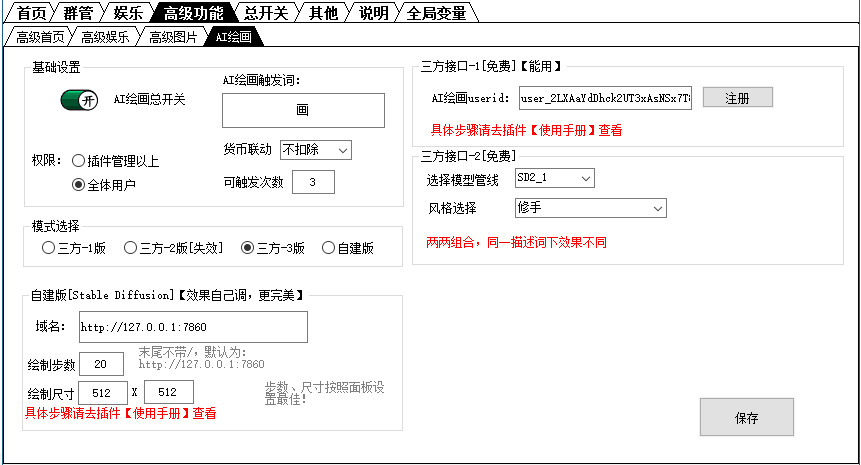 首页 群管 娱乐 高级功能 总开关 其他 说明 全局变量
高级首页 高级娱乐 高级图片 AI绘画
基础设置
开 AI绘画总开关
AI绘画触发词:
画
权限: 插件管理以上
全体用户
货币联动 不扣除
可触发次数 3
模式选择
三方-1版 三方-2版[失效] 三方-3版 自建版
自建版[Stable Diffusion]【效果自己调,更完美】
域名: http://127.0.0.1:7860
绘制步数 20
末尾不带/,默认为:
http://127.0.0.1:7860
绘制尺寸 512 X 512
步数、尺寸按照面板设
置最佳!
具体步骤请去插件【使用手册】查看
三方接口-1[免费]【能用】
AI绘画userid: user_2LXAaYdDhck2UT3xAsNSx7T 注册
具体步骤请去插件【使用手册】查看
三方接口-2[免费]
选择模型管线 SD2_1
风格选择 修手
两两组合,同一描述词下效果不同
保存